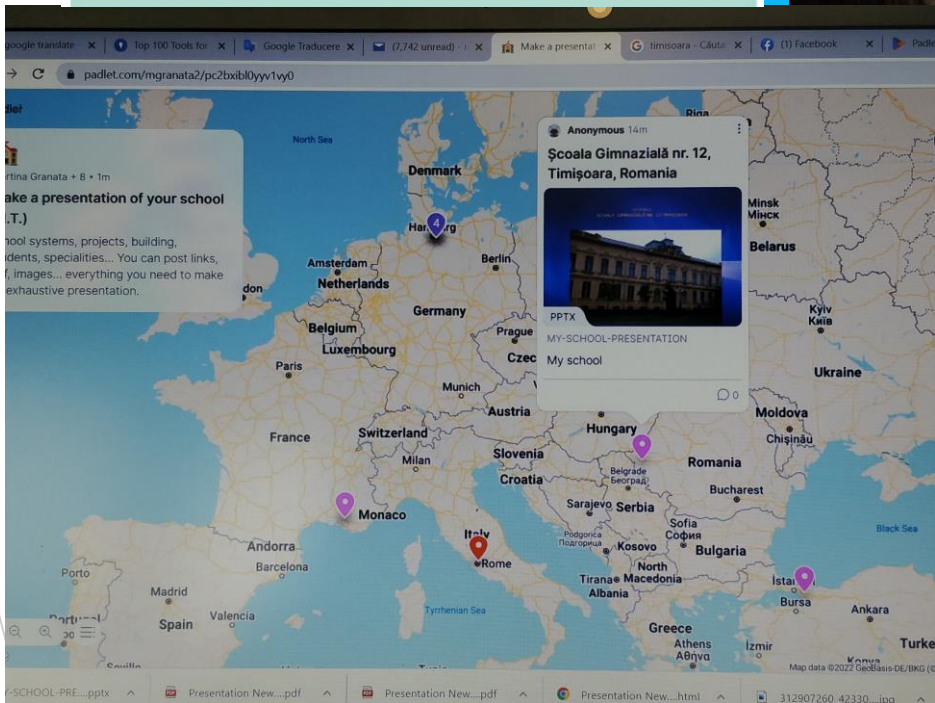 google translate
Top 100 Tools for
Google Traducere
(7,742 unread) -
Make a presentat
timisoara - Căuta
(1) Facebook
Padle
padlet.com/mgranata2/pc2bxibl0yyv1vy0
rtina Granata + 8 • 1m
ake a presentation of your school
.T.)
hool systems, projects, building,
dents, specialities... You can post links,
f, images... everything you need to make
exhaustive presentation.
Anonymous 14m
Școala Gimnazială nr. 12,
Timișoara, Romania
PPTX
MY-SCHOOL-PRESENTATION
My school
0
North Sea
Riga
Denmark
4
Minsk
Мінск
Belarus
Amsterdam
Netherlands
Berlin
don
Germany
Kyiv
Київ
Belgium
Prague
Luxembourg
Czec
Paris
Ukraine
Munich
Austria
Moldova
Chișinău
Hungary
France
Switzerland
Milan
Slovenia
Romania
Croatia
Belgrade
Београд
Bucharest
Sarajevo
Serbia
Monaco
Sofia
София
Black Sea
Italy
Podgorica
Подгорица
Kosovo
Bulgaria
Andorra
Barcelona
Rome
North
Macedonia
Tirana
Albania
Istan
Bursa
Porto
Madrid
Ankara
Valencia
Spain
Tyrrhenian Sea
Greece
Athens
Αθήνα
İzmir
Turke
Konya
Map data ©2022 GeoBasis-DE/BKG (©
Y-SCHOOL-PRE....pptx
Presentation New....pdf
Presentation New....pdf
Presentation New....html
312907260_42330....jpg